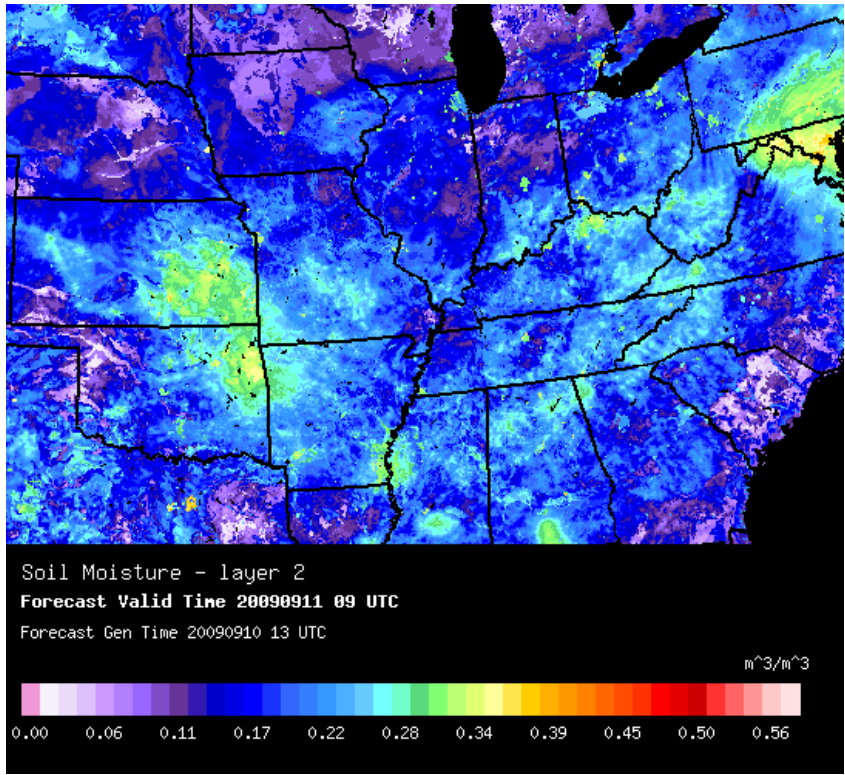 Soil Moisture - layer 2
Forecast Valid Time 20090911 09 UTC
Forecast Gen Time 20090910 13 UTC
m^3/m^3
0.00 0.06 0.11 0.17 0.22 0.28 0.34 0.39 0.45 0.50 0.56